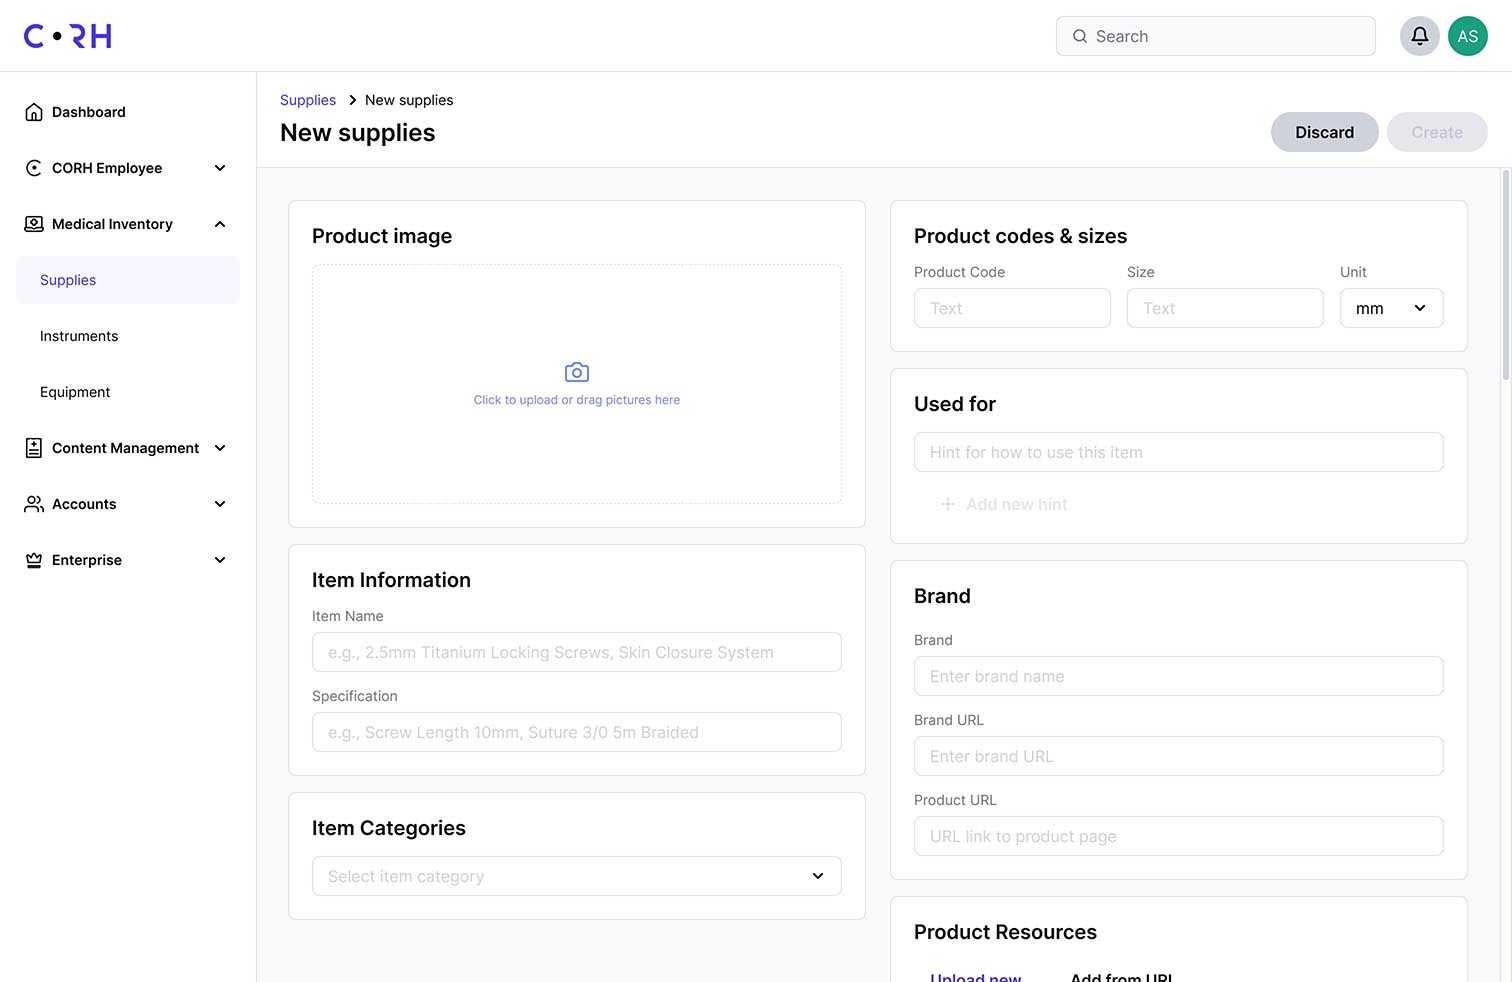 C•RH
Search
AS
Dashboard
CORH Employee
Medical Inventory
Supplies
Instruments
Equipment
Content Management
Accounts
Enterprise
Supplies > New supplies
New supplies
Discard
Create
Product image
Click to upload or drag pictures here
Item Information
Item Name
e.g., 2.5mm Titanium Locking Screws, Skin Closure System
Specification
e.g., Screw Length 10mm, Suture 3/0 5m Braided
Item Categories
Select item category
Product codes & sizes
Product Code Size Unit
Text Text mm
Used for
Hint for how to use this item
+ Add new hint
Brand
Brand
Enter brand name
Brand URL
Enter brand URL
Product URL
URL link to product page
Product Resources
Upload new Add from URL